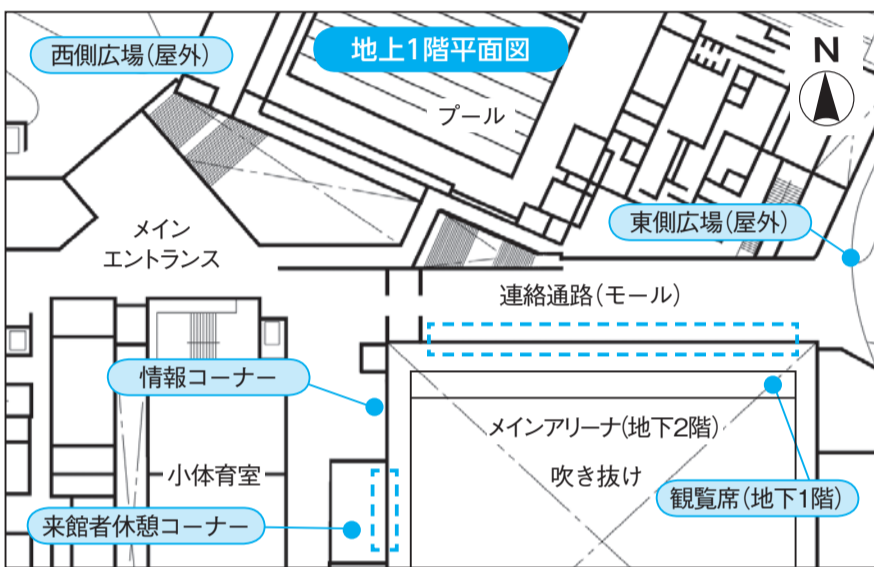 地上1階平面図
西側広場(屋外)
N
プール
東側広場(屋外)
メイン
エントランス
連絡通路(モール)
情報コーナー
メインアリーナ(地下2階)
吹き抜け
小体育室
観覧席(地下1階)
来館者休憩コーナー